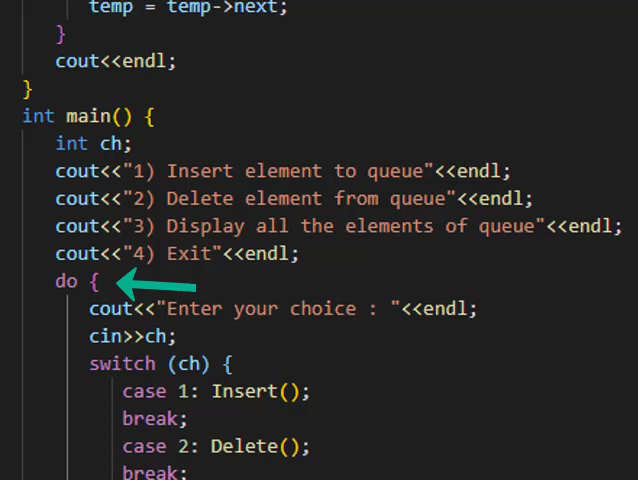 temp = temp->next;
}
cout<<endl;
}
int main() {
int ch;
cout<<"1) Insert element to queue"<<endl;
cout<<"2) Delete element from queue"<<endl;
cout<<"3) Display all the elements of queue"<<endl;
cout<<"4) Exit"<<endl;
do {
cout<<"Enter your choice : "<<endl;
cin>>ch;
switch (ch) {
case 1: Insert();
break;
case 2: Delete();
break;